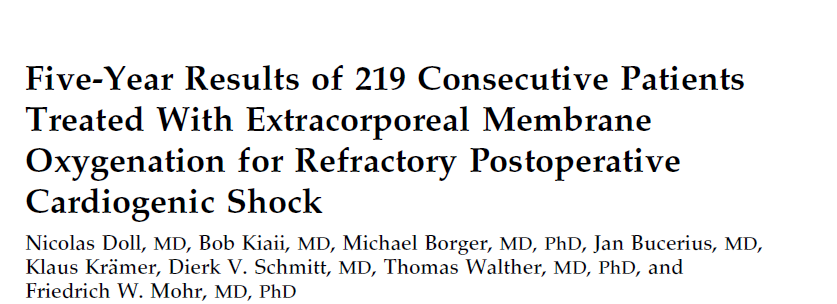 Five-Year Results of 219 Consecutive Patients
Treated With Extracorporeal Membrane
Oxygenation for Refractory Postoperative
Cardiogenic Shock
Nicolas Doll, MD, Bob Kiaii, MD, Michael Borger, MD, PhD, Jan Bucerius, MD,
Klaus Krämer, Dierk V. Schmitt, MD, Thomas Walther, MD, PhD, and
Friedrich W. Mohr, MD, PhD